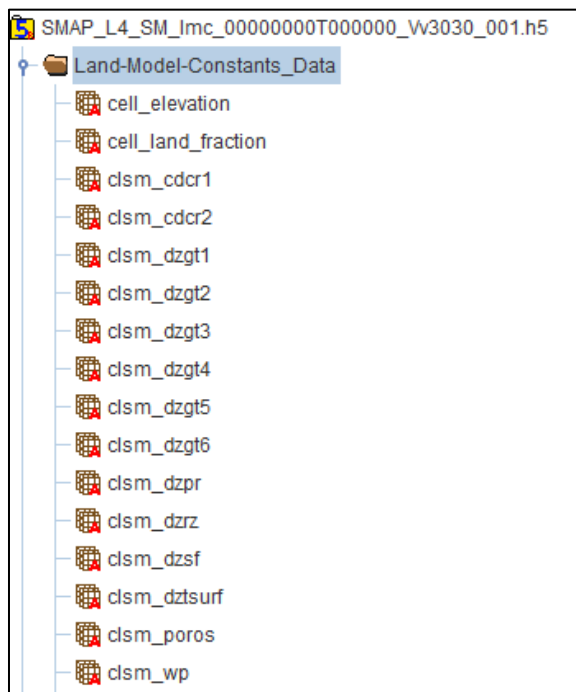 SMAP_L4_SM_lmc_00000000T000000_Vv3030_001.h5
Land-Model-Constants_Data
cell_elevation
cell_land_fraction
clsm_cdcr1
clsm_cdcr2
clsm_dzgt1
clsm_dzgt2
clsm_dzgt3
clsm_dzgt4
clsm_dzgt5
clsm_dzgt6
clsm_dzpr
clsm_dzrz
clsm_dzsf
clsm_dztsurf
clsm_poros
clsm_wp